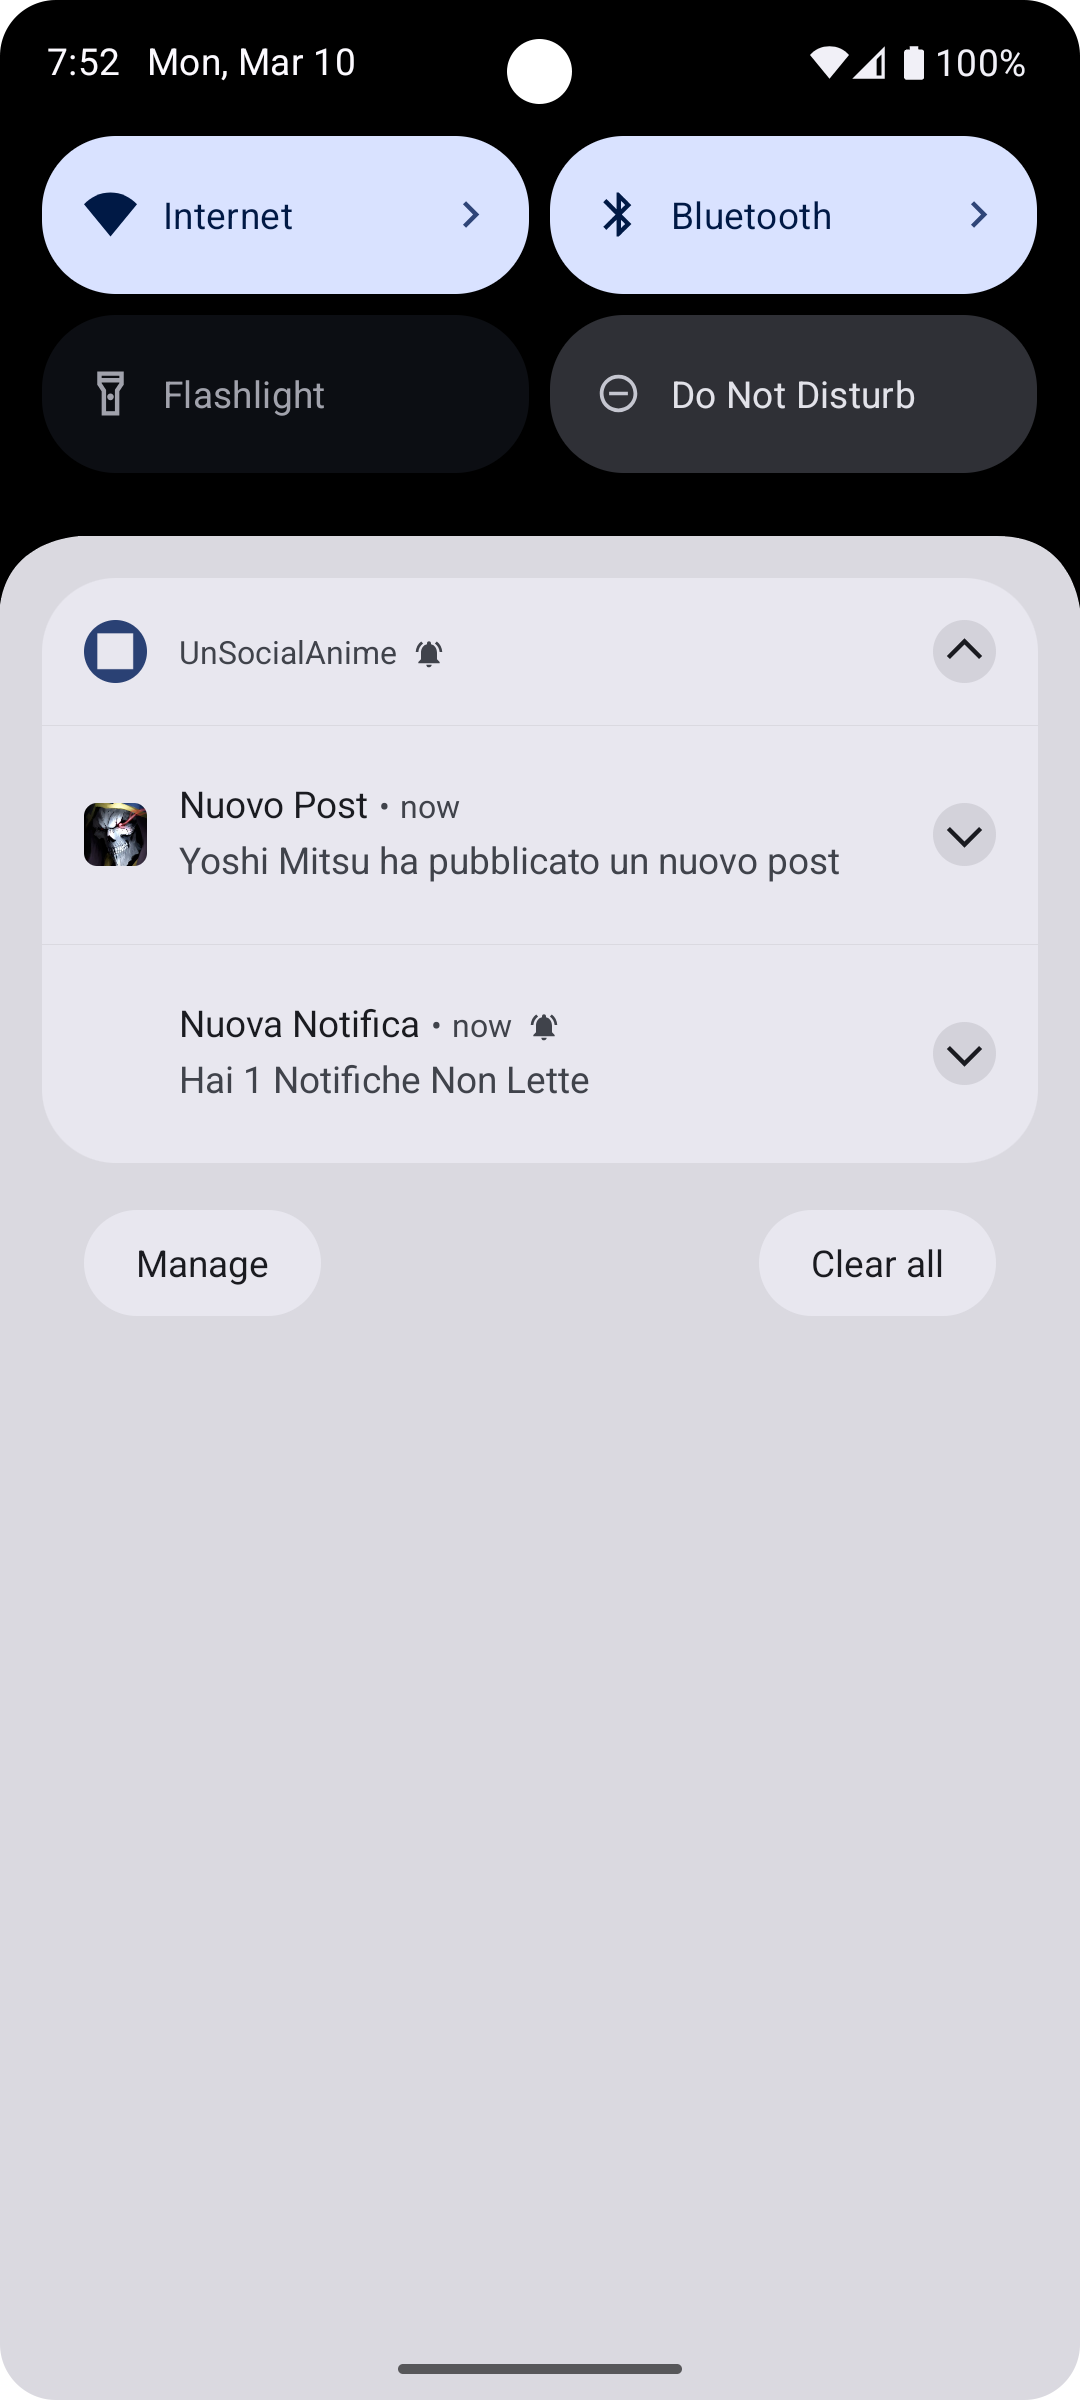 7:52 Mon, Mar 10 100%
Internet
Bluetooth
Flashlight
Do Not Disturb
UnSocialAnime
Nuovo Post • now
Yoshi Mitsu ha pubblicato un nuovo post
Nuova Notifica • now
Hai 1 Notifiche Non Lette
Manage
Clear all